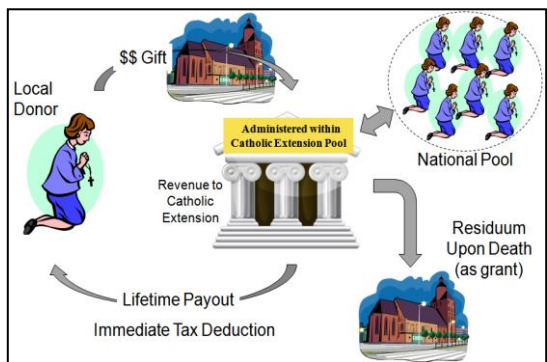 $$ Gift
Local
Donor
Administered within
Catholic Extension Pool
National Pool
Revenue to
Catholic
Extension
Residuum
Upon Death
(as grant)
Lifetime Payout
Immediate Tax Deduction